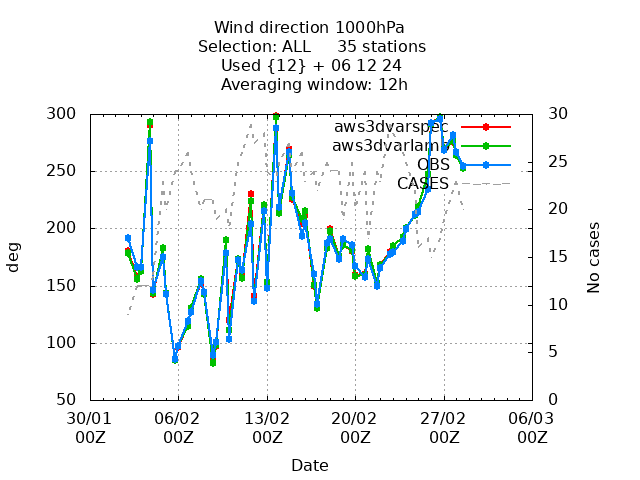 Wind direction 1000hPa
Selection: ALL 35 stations
Used {12} + 06 12 24
Averaging window: 12h
300 30
aws3dvarspec
aws3dvarlam
OBS
CASES
250 25
200 20
150 15
100 10
5
50 0
deg
No cases
30/01 06/02 13/02 20/02 27/02 06/03
00Z 00Z 00Z 00Z 00Z 00Z
Date